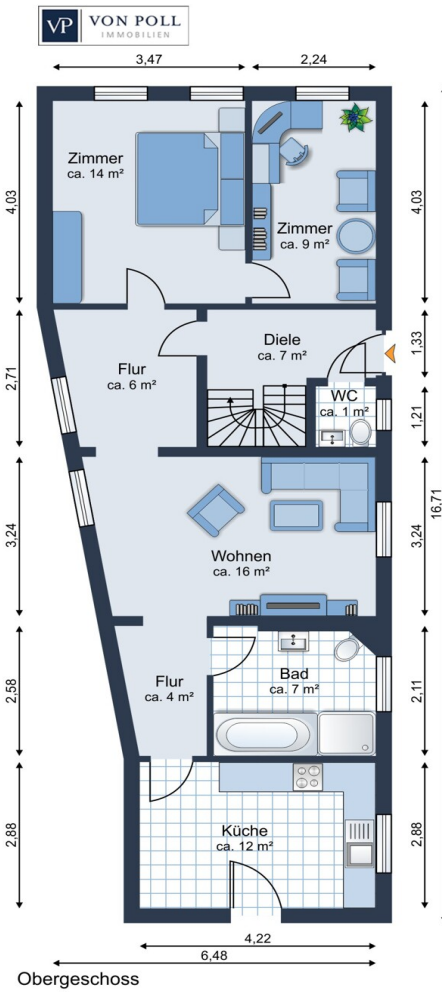 VP VON POLL
IMMOBILIEN
3,47 2,24
4,03
Zimmer
ca. 14 m²
Zimmer
ca. 9 m²
4,03
2,71
Flur
ca. 6 m²
Diele
ca. 7 m²
1,33
WC
ca. 1 m²
1,21
16,71
3,24
Wohnen
ca. 16 m²
3,24
2,58
Flur
ca. 4 m²
Bad
ca. 7 m²
2,11
2,88
Küche
ca. 12 m²
2,88
4,22
6,48
Obergeschoss